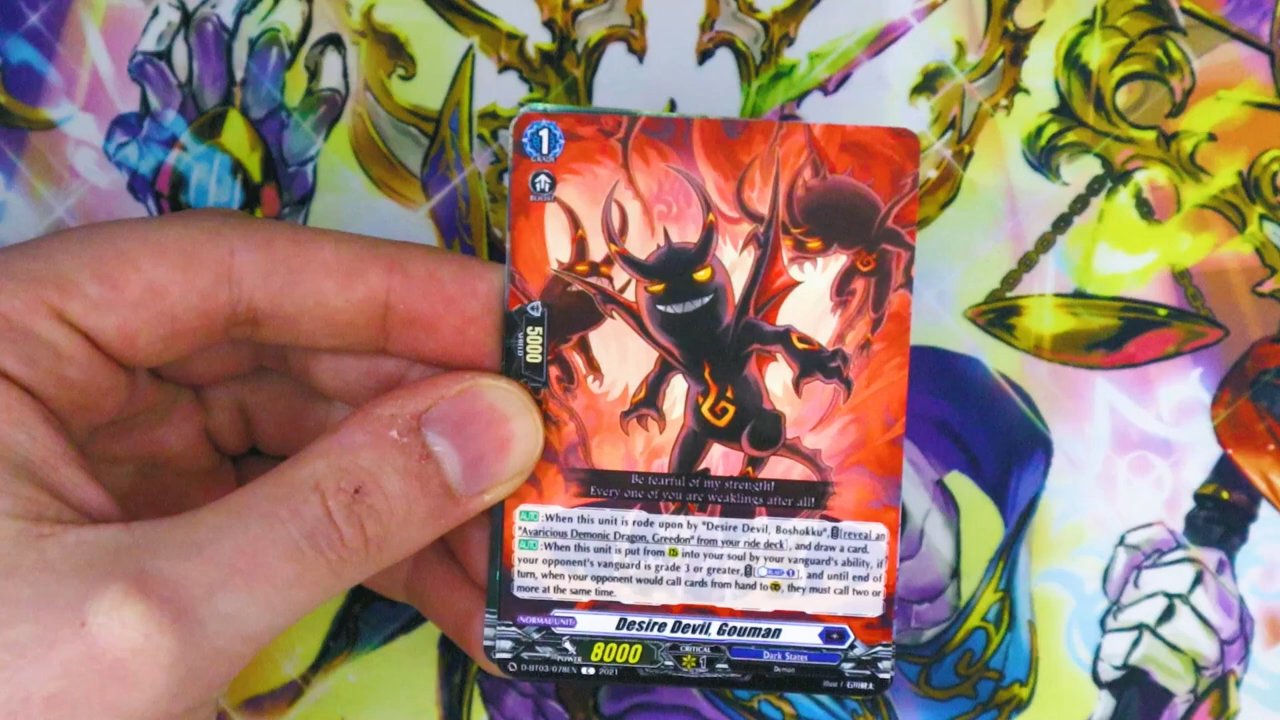 1
GRADE
BOOST
5000
SHIELD
Be fearful of my strength!
Every one of you are weaklings after all!
AUTO :When this unit is rode upon by "Desire Devil, Boshokku", [reveal an
"Avaricious Demonic Dragon, Greedon" from your ride deck], and draw a card.
AUTO :When this unit is put from into your soul by your vanguard's ability, if
your opponent's vanguard is grade 3 or greater, [ BLAST 1 ], and until end of
turn, when your opponent would call cards from hand to , they must call two or
more at the same time.
NORMAL UNIT
Desire Devil, Gouman
POWER 8000 CRITICAL 1 Dark States
Demon
D-BT03/078EN C 2021 Illust /